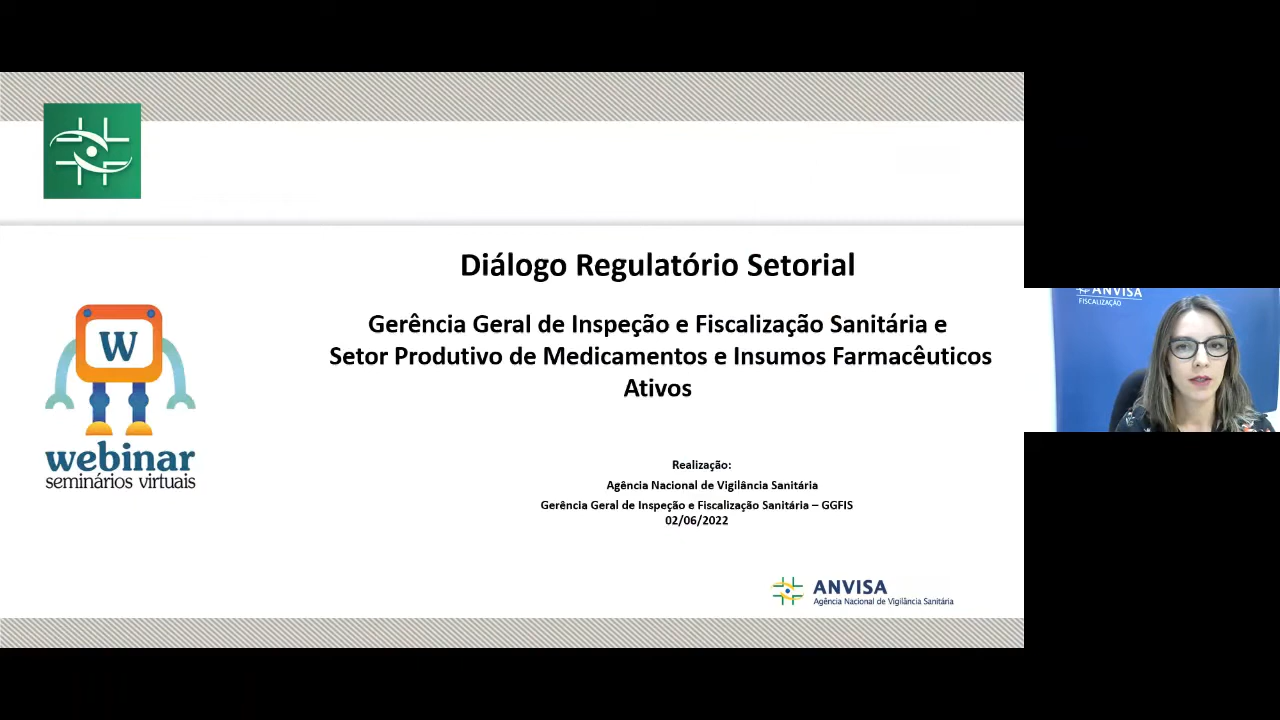 Diálogo Regulatório Setorial
Gerência Geral de Inspeção e Fiscalização Sanitária e
Setor Produtivo de Medicamentos e Insumos Farmacêuticos
Ativos
W
webinar
seminários virtuais
Realização:
Agência Nacional de Vigilância Sanitária
Gerência Geral de Inspeção e Fiscalização Sanitária – GGFIS
02/06/2022
ANVISA
Agência Nacional de Vigilância Sanitária
ANVISA
FISCALIZAÇÃO